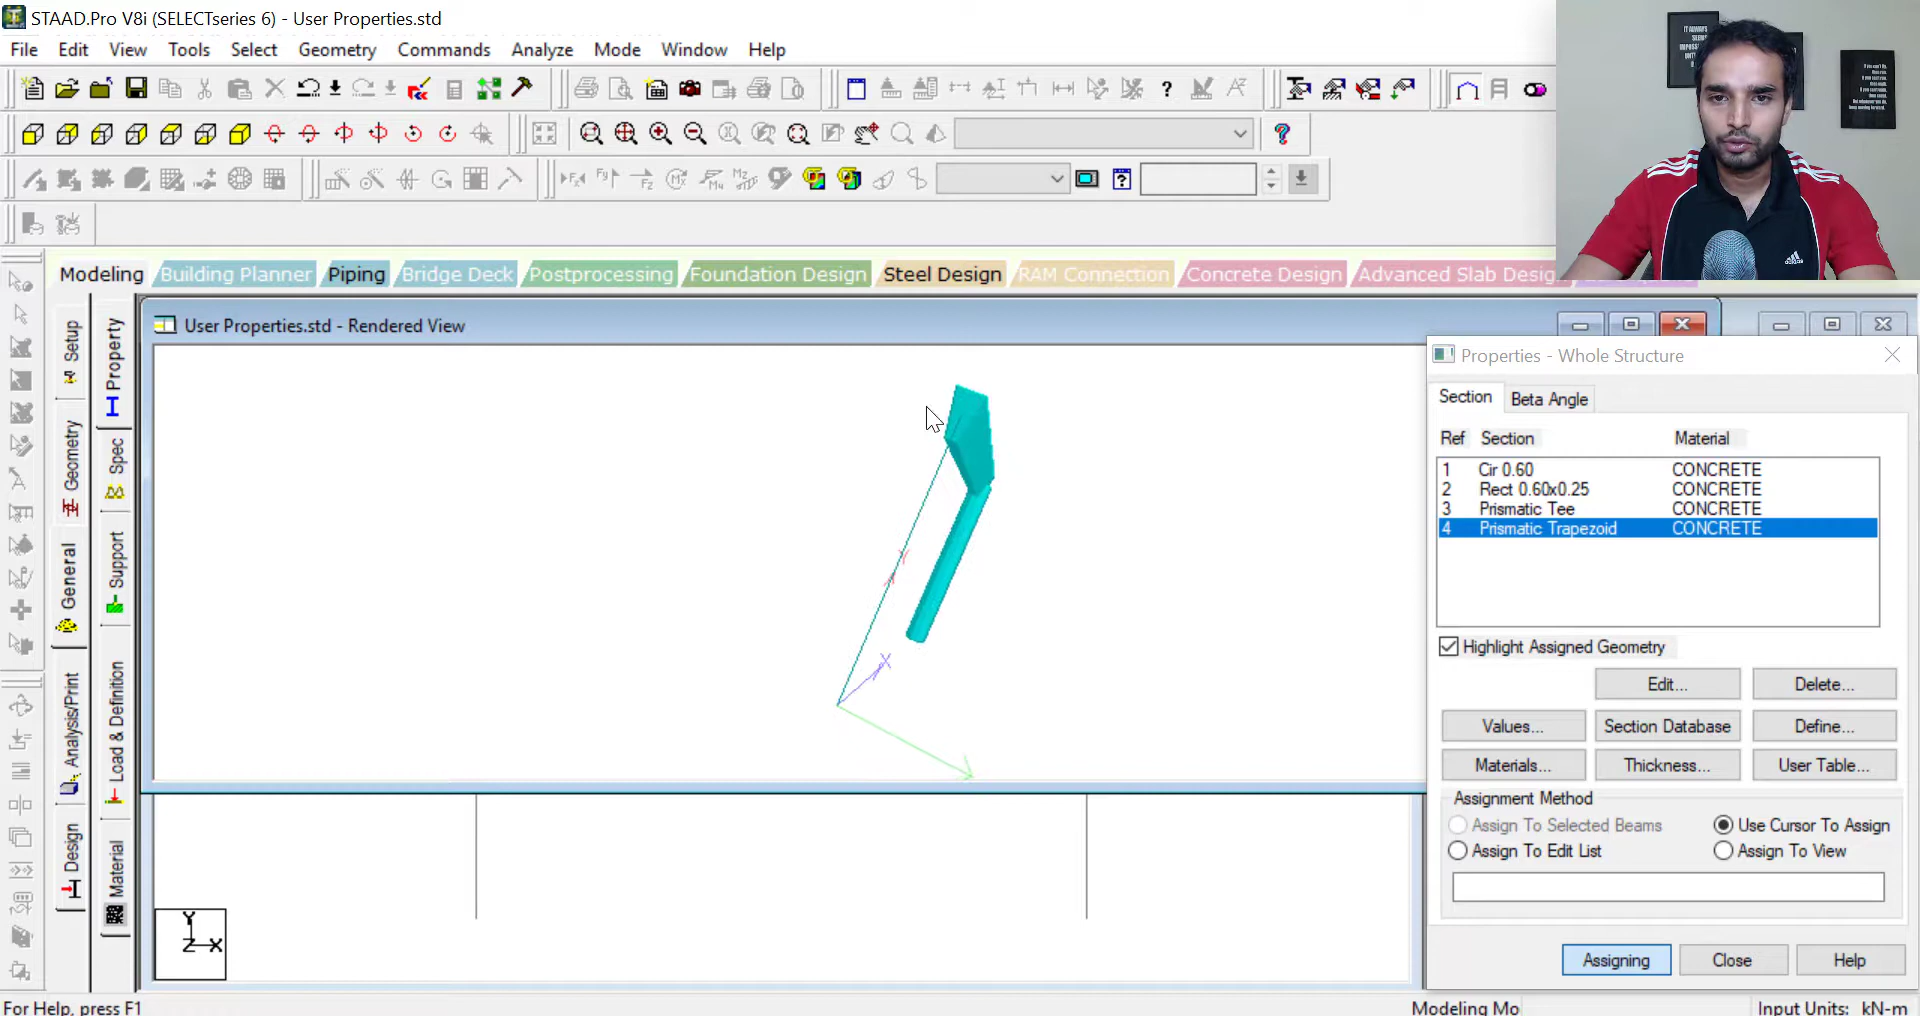 STAAD.Pro V8i (SELECTseries 6) - User Properties.std
File Edit View Tools Select Geometry Commands Analyze Mode Window Help
Modeling Building Planner Piping Bridge Deck Postprocessing Foundation Design Steel Design RAM Connection Concrete Design Advanced Slab Design
User Properties.std - Rendered View
Setup
Geometry
General
Analysis/Print
Design
Property
Spec
Support
Load & Definition
Material
Y
X
Y
Z X
Properties - Whole Structure
Section Beta Angle
Ref Section Material
1 Cir 0.60 CONCRETE
2 Rect 0.60x0.25 CONCRETE
3 Prismatic Tee CONCRETE
4 Prismatic Trapezoid CONCRETE
Highlight Assigned Geometry
Edit... Delete...
Values... Section Database Define...
Materials... Thickness... User Table...
Assignment Method
Assign To Selected Beams Use Cursor To Assign
Assign To Edit List Assign To View
Assigning Close Help
For Help, press F1 Modeling Mo Input Units: kN-m